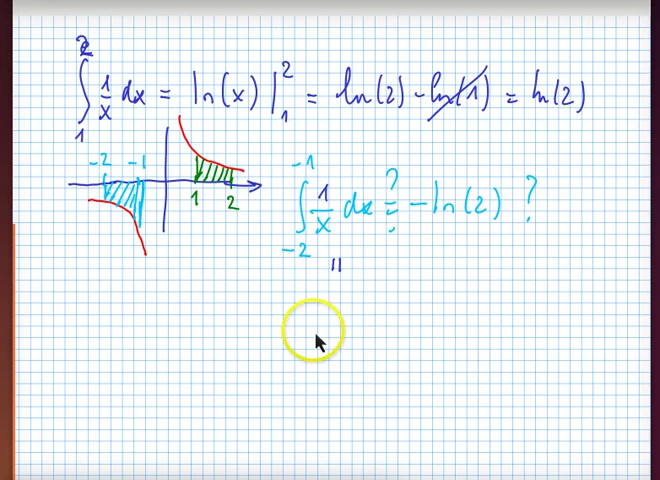 ∫₁² 1/x dx = ln(x) |₁² = ln(2) - ln(1) = ln(2)
-2 -1
1 2
∫₋₂⁻¹ 1/x dx ?= -ln(2) ?
||